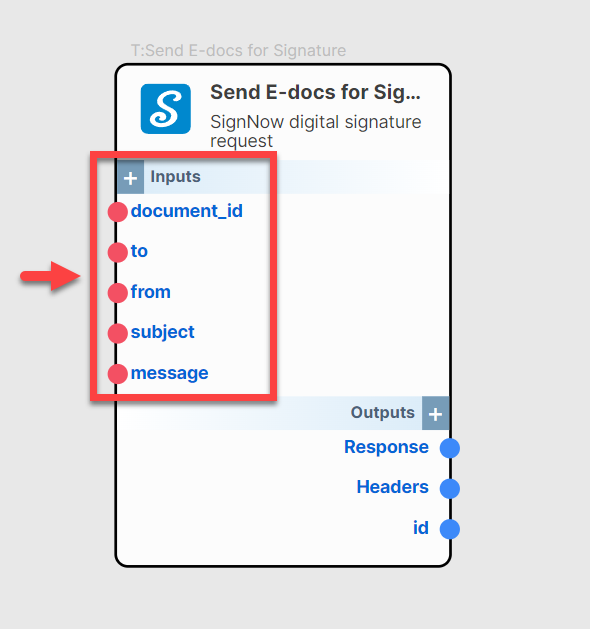 T:Send E-docs for Signature
Send E-docs for Sig...
SignNow digital signature
request
+ Inputs
document_id
to
from
subject
message
Outputs +
Response
Headers
id